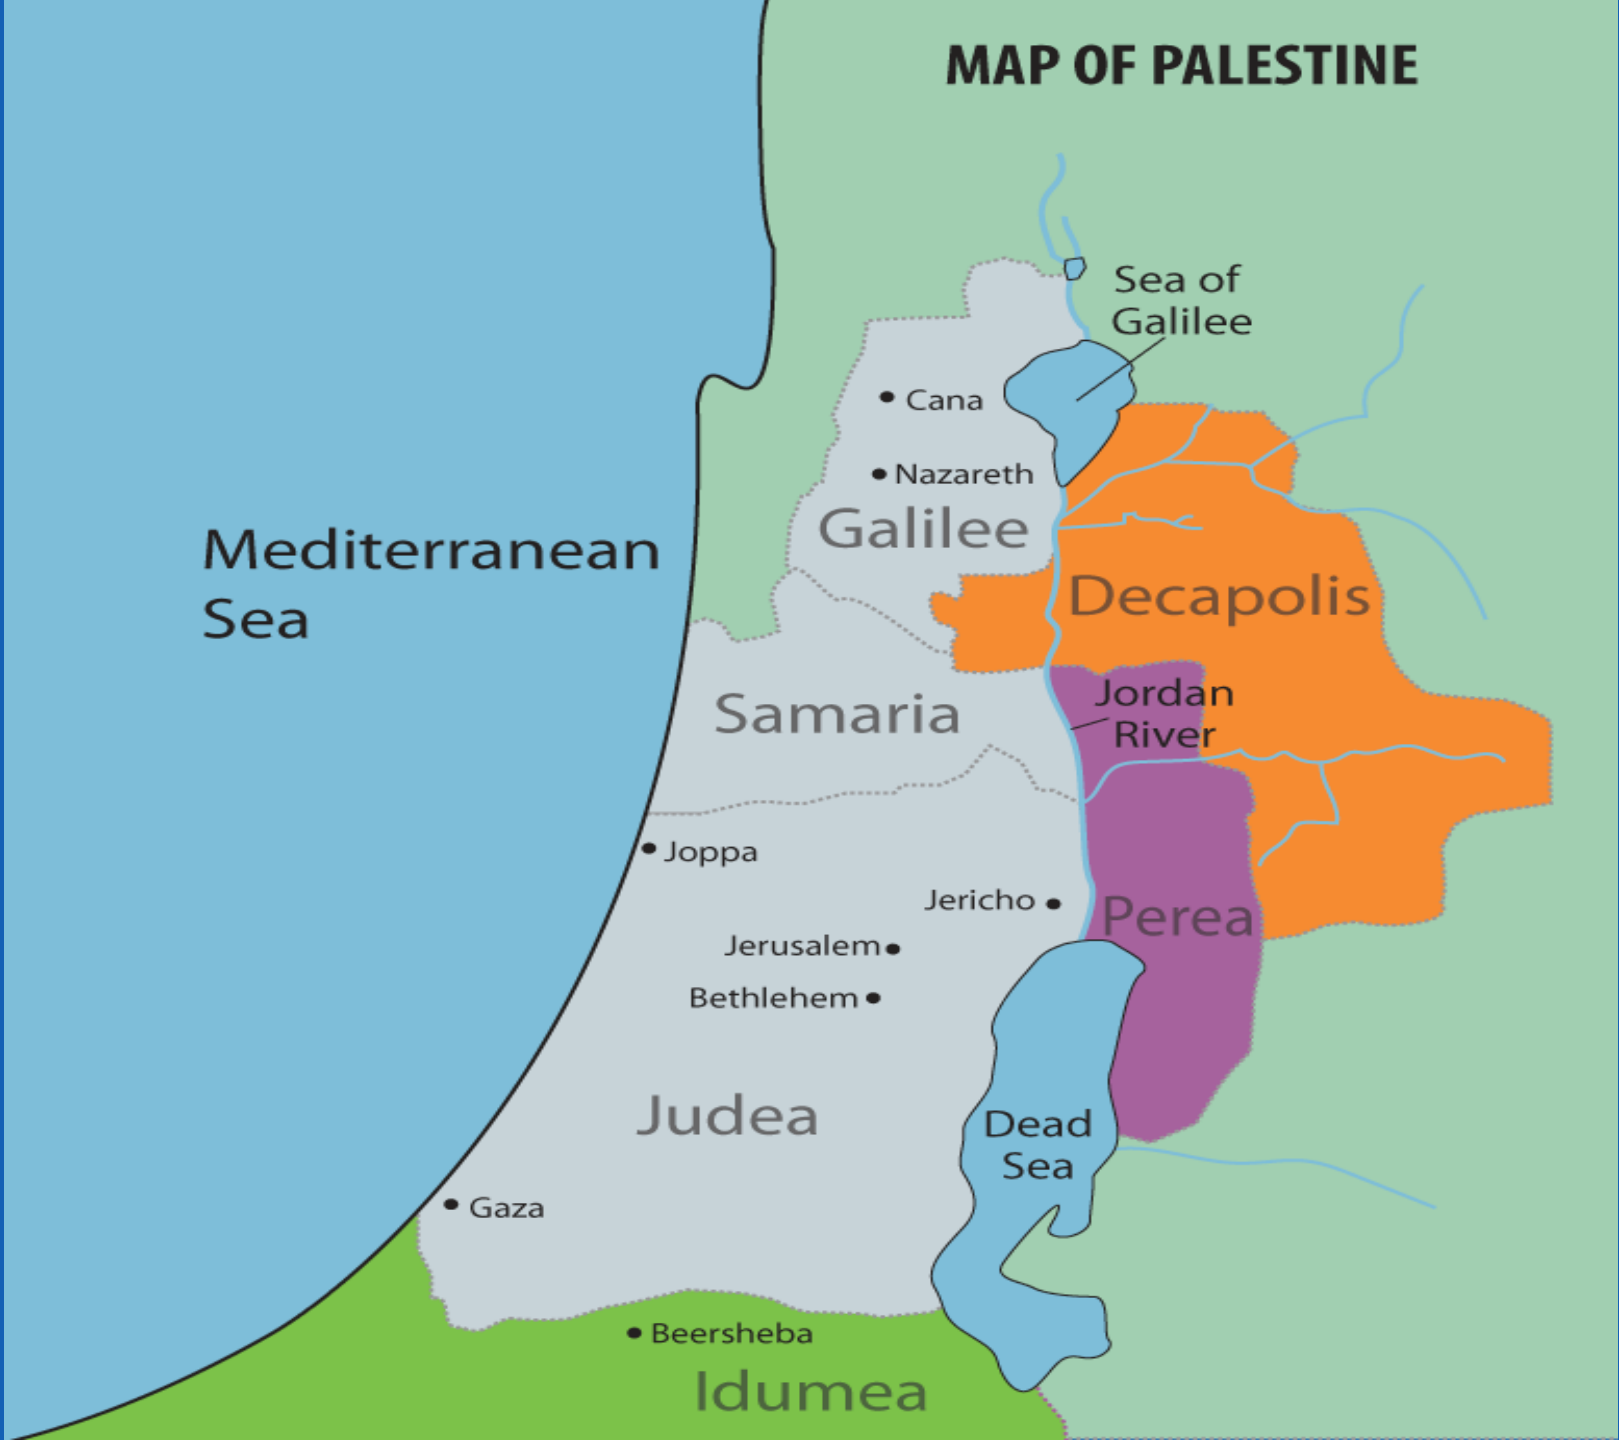 MAP OF PALESTINE
Sea of
Galilee
Cana
Nazareth
Galilee
Mediterranean
Sea
Decapolis
Samaria
Jordan
River
Joppa
Jericho
Perea
Jerusalem
Bethlehem
Judea
Dead
Sea
Gaza
Beersheba
Idumea